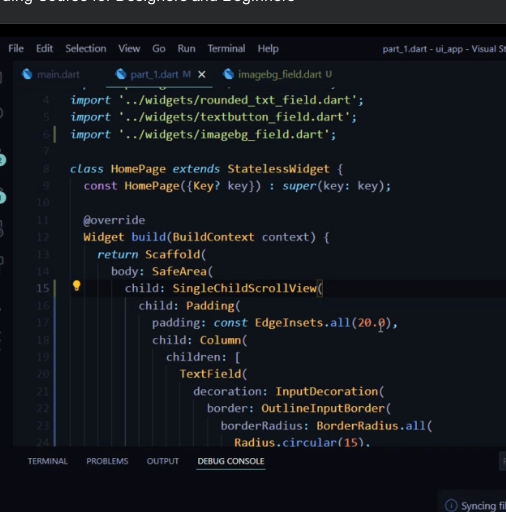 ding Course for Designers and Beginners
File Edit Selection View Go Run Terminal Help part_1.dart - ui_app - Visual St
main.dart part_1.dart M × imagebg_field.dart U
4 import '../widgets/rounded_txt_field.dart';
5 import '../widgets/textbutton_field.dart';
6 import '../widgets/imagebg_field.dart';
7
8 class HomePage extends StatelessWidget {
9 const HomePage({Key? key}) : super(key: key);
10
11 @override
12 Widget build(BuildContext context) {
13 return Scaffold(
14 body: SafeArea(
15 child: SingleChildScrollView(
16 child: Padding(
17 padding: const EdgeInsets.all(20.0),
18 child: Column(
19 children: [
20 TextField(
21 decoration: InputDecoration(
22 border: OutlineInputBorder(
23 borderRadius: BorderRadius.all(
24 Radius.circular(15),
TERMINAL PROBLEMS OUTPUT DEBUG CONSOLE
Syncing fil